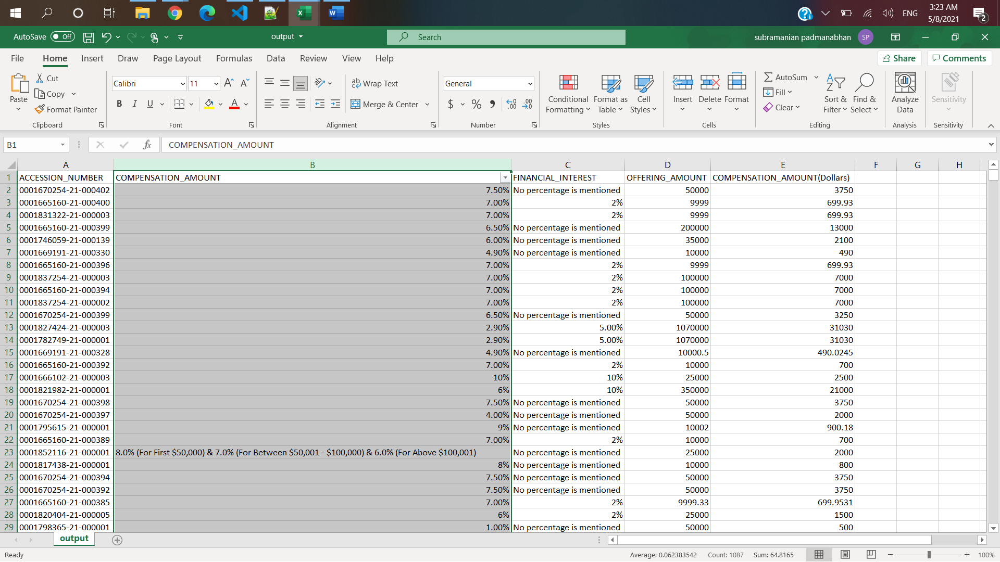 3:23 AM
ENG
5/8/2021
2
AutoSave Off
output
Search
subramanian padmanabhan SP
File Home Insert Draw Page Layout Formulas Data Review View Help Share Comments
Paste Cut Copy Format Painter Clipboard
Calibri 11 B I U A Font
Wrap Text Merge & Center Alignment
General $ % Number
Conditional Formatting Format as Table Cell Styles Styles
Insert Delete Format Cells
AutoSum Fill Clear Sort & Filter Find & Select Editing
Analyze Data Analysis
Sensitivity Sensitivity
B1 fx COMPENSATION_AMOUNT
A B C D E F G H
1 ACCESSION_NUMBER COMPENSATION_AMOUNT FINANCIAL_INTEREST OFFERING_AMOUNT COMPENSATION_AMOUNT(Dollars)
2 0001670254-21-000402 7.50% No percentage is mentioned 50000 3750
3 0001665160-21-000400 7.00% 2% 9999 699.93
4 0001831322-21-000003 7.00% 2% 9999 699.93
5 0001665160-21-000399 6.50% No percentage is mentioned 200000 13000
6 0001746059-21-000139 6.00% No percentage is mentioned 35000 2100
7 0001669191-21-000330 4.90% No percentage is mentioned 10000 490
8 0001665160-21-000396 7.00% 2% 9999 699.93
9 0001837254-21-000003 7.00% 2% 100000 7000
10 0001665160-21-000394 7.00% 2% 100000 7000
11 0001837254-21-000002 7.00% 2% 100000 7000
12 0001670254-21-000399 6.50% No percentage is mentioned 50000 3250
13 0001827424-21-000003 2.90% 5.00% 1070000 31030
14 0001782749-21-000001 2.90% 5.00% 1070000 31030
15 0001669191-21-000328 4.90% No percentage is mentioned 10000.5 490.0245
16 0001665160-21-000392 7.00% 2% 10000 700
17 0001666102-21-000003 10% 10% 25000 2500
18 0001821982-21-000001 6% 10% 350000 21000
19 0001670254-21-000398 7.50% No percentage is mentioned 50000 3750
20 0001670254-21-000397 4.00% No percentage is mentioned 50000 2000
21 0001795615-21-000001 9% No percentage is mentioned 10002 900.18
22 0001665160-21-000389 7.00% 2% 10000 700
23 0001852116-21-000001 8.0% (For First $50,000) & 7.0% (For Between $50,001 - $100,000) & 6.0% (For Above $100,001) No percentage is mentioned 25000 2000
24 0001817438-21-000001 8% No percentage is mentioned 10000 800
25 0001670254-21-000394 7.50% No percentage is mentioned 50000 3750
26 0001670254-21-000392 7.50% No percentage is mentioned 50000 3750
27 0001665160-21-000385 7.00% 2% 9999.33 699.9531
28 0001820404-21-000005 6% 2% 25000 1500
29 0001798365-21-000001 1.00% No percentage is mentioned 50000 500
output
Ready Average: 0.062383542 Count: 1087 Sum: 64.8165 100%